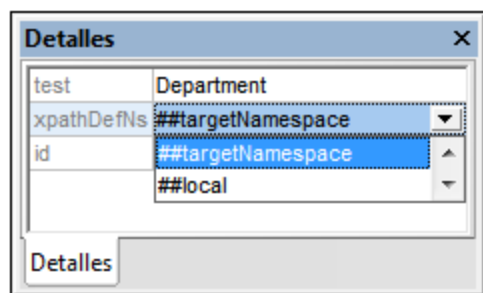 Detalles
test Department
xpathDefNs ##targetNamespace
id ##targetNamespace
##local
Detalles